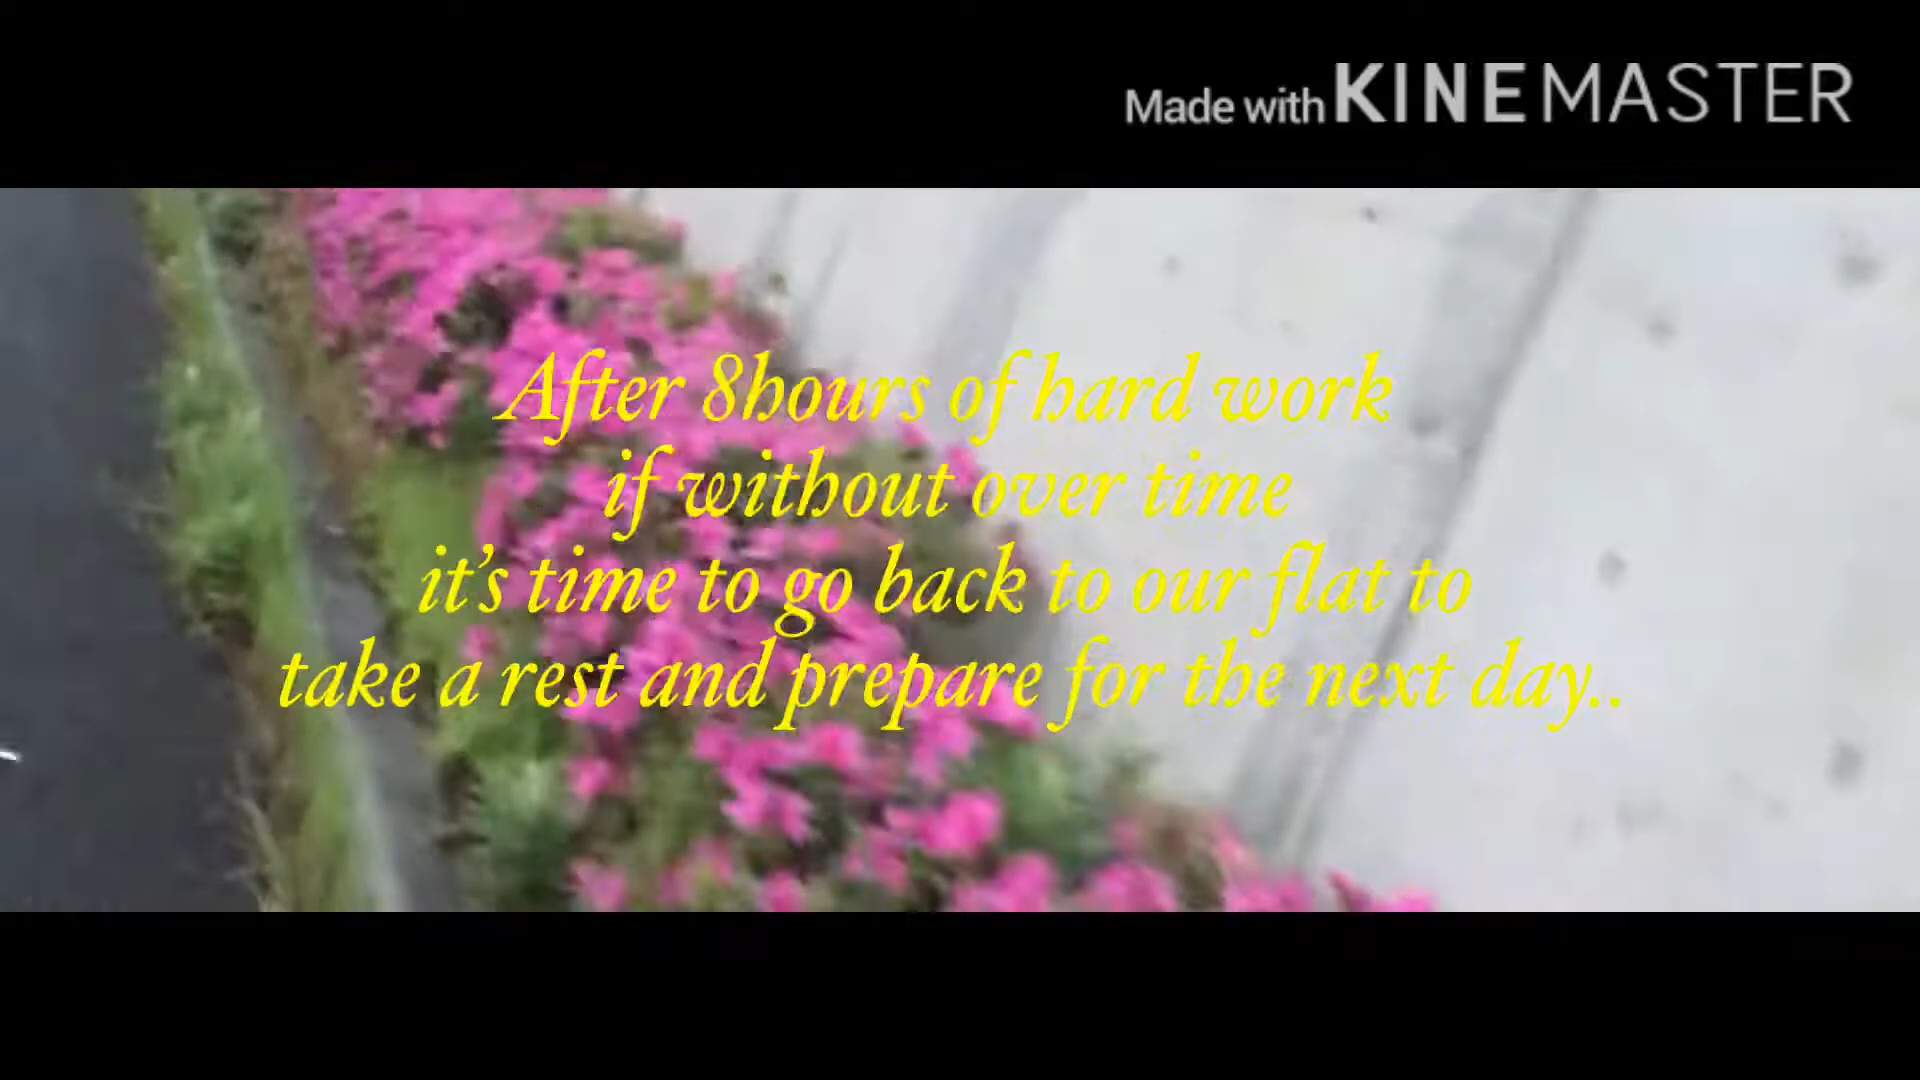 Made with KINEMASTER
After 8hours of hard work
if without over time
it's time to go back to our flat to
take a rest and prepare for the next day..